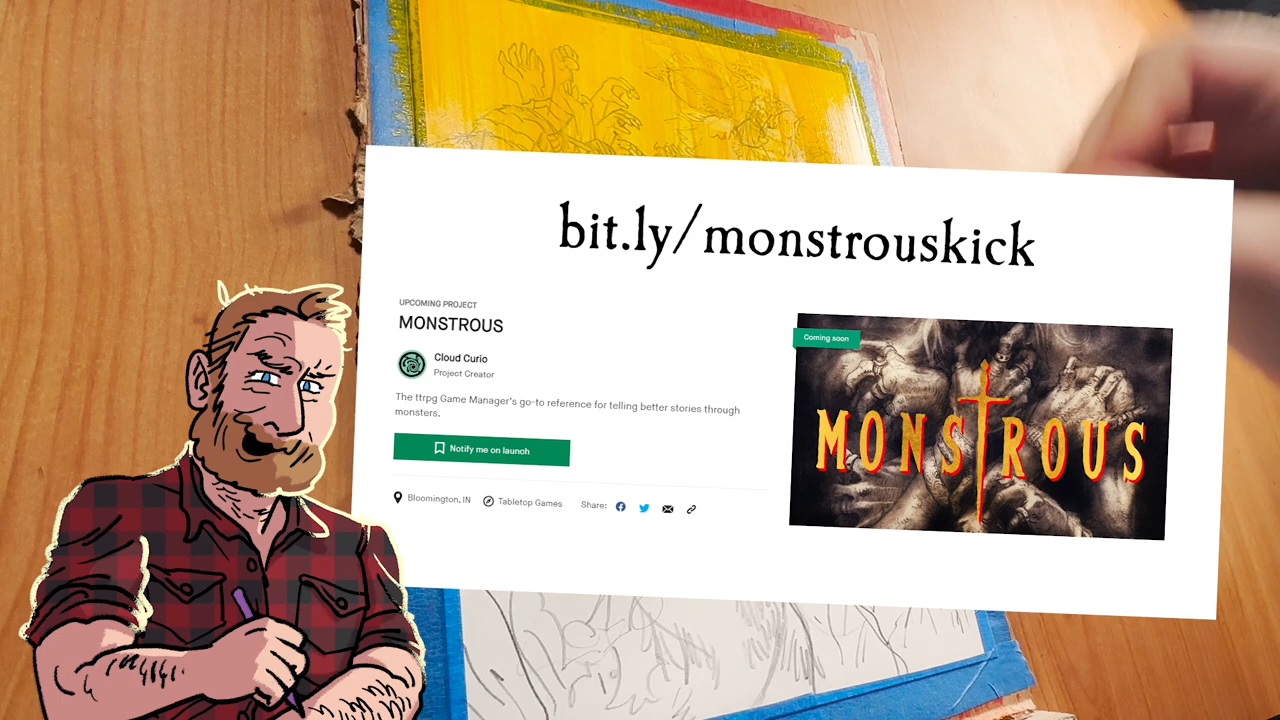 bit.ly/monstrouskick
UPCOMING PROJECT
MONSTROUS
Cloud Curio
Project Creator
The ttrpg Game Manager's go-to reference for telling better stories through
monsters.
Notify me on launch
Bloomington, IN
Tabletop Games
Share:
Coming soon
MONSTROUS